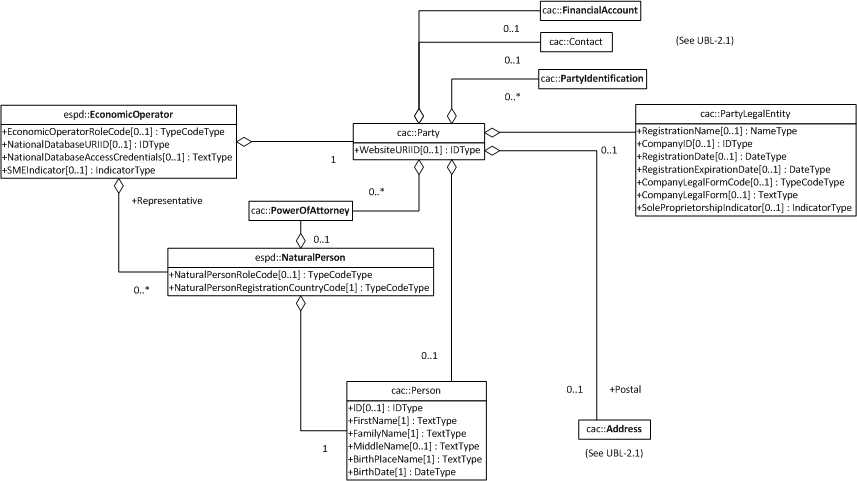 cac::FinancialAccount
0..1
cac::Contact
(See UBL-2.1)
0..1
cac::PartyIdentification
0..*
espd::EconomicOperator
+EconomicOperatorRoleCode[0..1] : TypeCodeType
+NationalDatabaseURIID[0..1] : IDType
+NationalDatabaseAccessCredentials[0..1] : TextType
+SMEIndicator[0..1] : IndicatorType
cac::Party
+WebsiteURIID[0..1] : IDType
1
cac::PartyLegalEntity
+RegistrationName[0..1] : NameType
+CompanyID[0..1] : IDType
+RegistrationDate[0..1] : DateType
+RegistrationExpirationDate[0..1] : DateType
+CompanyLegalFormCode[0..1] : TypeCodeType
+CompanyLegalForm[0..1] : TextType
+SoleProprietorshipIndicator[0..1] : IndicatorType
0..1
+Representative
0..*
cac::PowerOfAttorney
0..1
espd::NaturalPerson
+NaturalPersonRoleCode[0..1] : TypeCodeType
+NaturalPersonRegistrationCountryCode[1] : TypeCodeType
0..*
0..1
cac::Person
+ID[0..1] : IDType
+FirstName[1] : TextType
+FamilyName[1] : TextType
+MiddleName[0..1] : TextType
+BirthPlaceName[1] : TextType
+BirthDate[1] : DateType
1
0..1
+Postal
cac::Address
(See UBL-2.1)